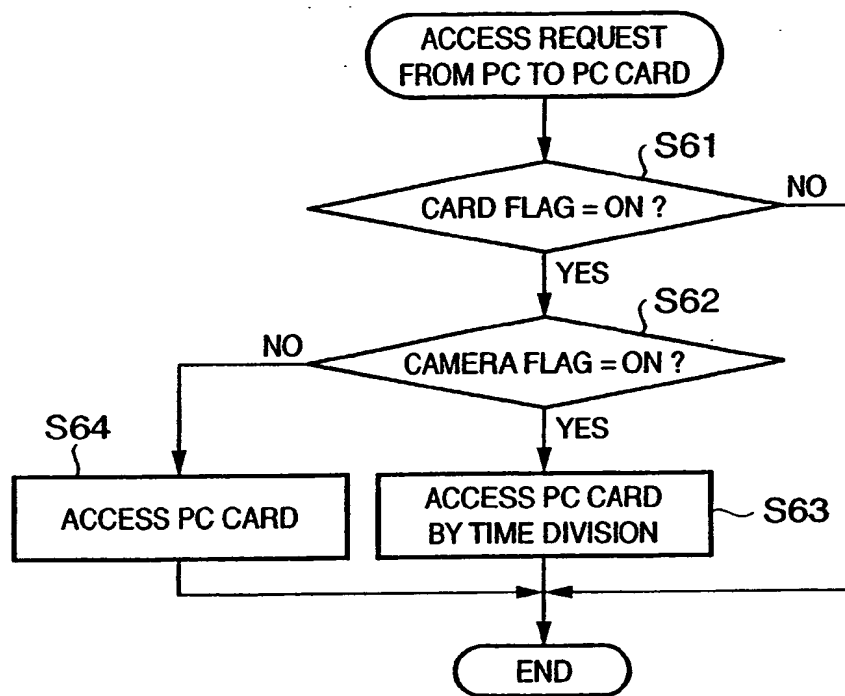 ACCESS REQUEST
FROM PC TO PC CARD
S61
CARD FLAG = ON ?
NO
YES
S62
NO
CAMERA FLAG = ON ?
YES
S64
ACCESS PC CARD
ACCESS PC CARD
BY TIME DIVISION
S63
END